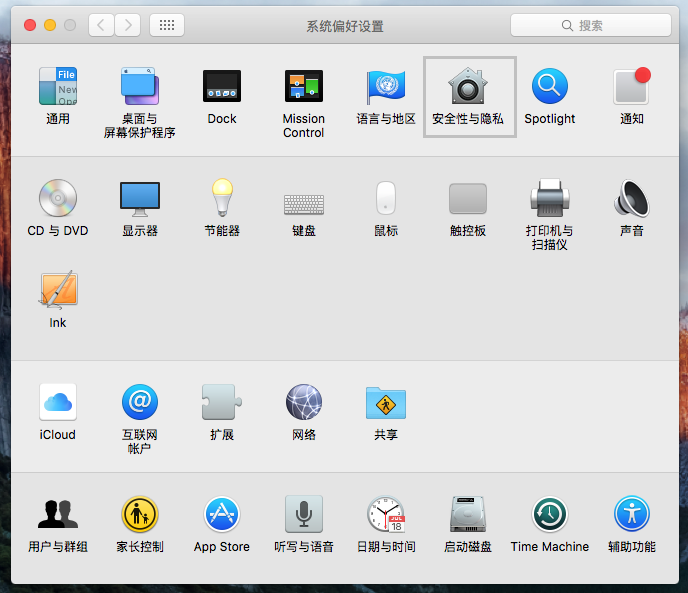 系统偏好设置
搜索
File
New
Ope
通用
桌面与
屏幕保护程序
Dock
Mission
Control
语言与地区
安全性与隐私
Spotlight
通知
CD 与 DVD
显示器
节能器
键盘
鼠标
触控板
打印机与
扫描仪
声音
Ink
iCloud
@
互联网
帐户
扩展
网络
共享
JUL
18
用户与群组
家长控制
App Store
听写与语音
日期与时间
启动磁盘
Time Machine
辅助功能